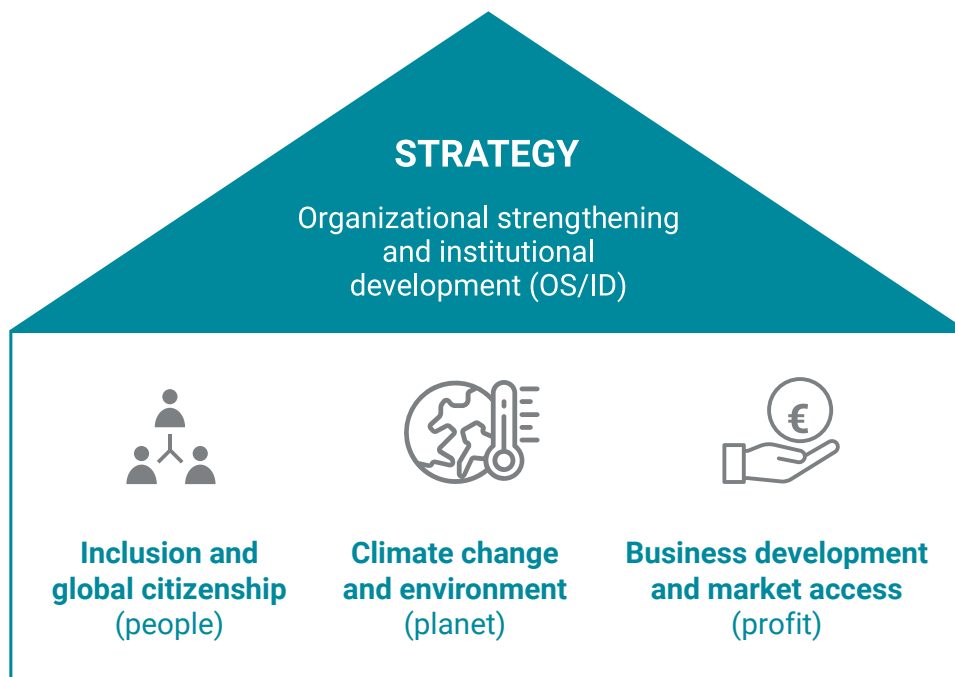 STRATEGY
Organizational strengthening
and institutional
development (OS/ID)
€
Inclusion and
global citizenship
(people)
Climate change
and environment
(planet)
Business development
and market access
(profit)